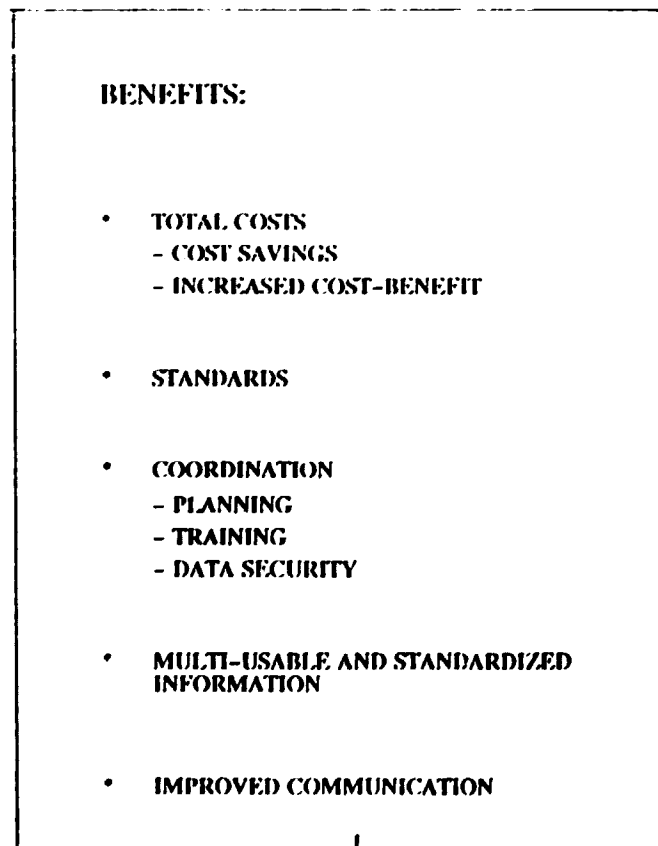 BENEFITS:
• TOTAL COSTS
- COST SAVINGS
- INCREASED COST-BENEFIT
• STANDARDS
• COORDINATION
- PLANNING
- TRAINING
- DATA SECURITY
• MULTI-USABLE AND STANDARDIZED
INFORMATION
• IMPROVED COMMUNICATION